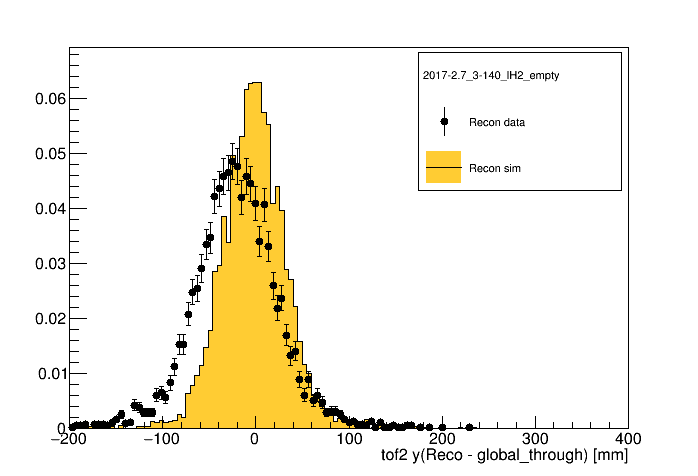 2017-2.7_3-140_lH2_empty
Recon data
Recon sim
0.06
0.05
0.04
0.03
0.02
0.01
0
−200 −100 0 100 200 300 400
tof2 y(Reco - global_through) [mm]